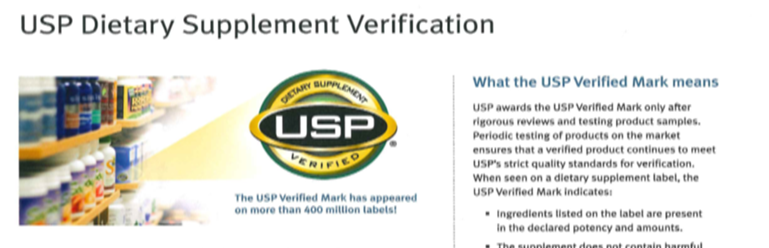 USP Dietary Supplement Verification
DIETARY SUPPLEMENT
USP
VERIFIED
®
The USP Verified Mark has appeared
on more than 400 million labels!
What the USP Verified Mark means
USP awards the USP Verified Mark only after
rigorous reviews and testing product samples.
Periodic testing of products on the market
ensures that a verified product continues to meet
USP's strict quality standards for verification.
When seen on a dietary supplement label, the
USP Verified Mark indicates:
▪ Ingredients listed on the label are present
in the declared potency and amounts.
▪ The supplement does not contain harmful